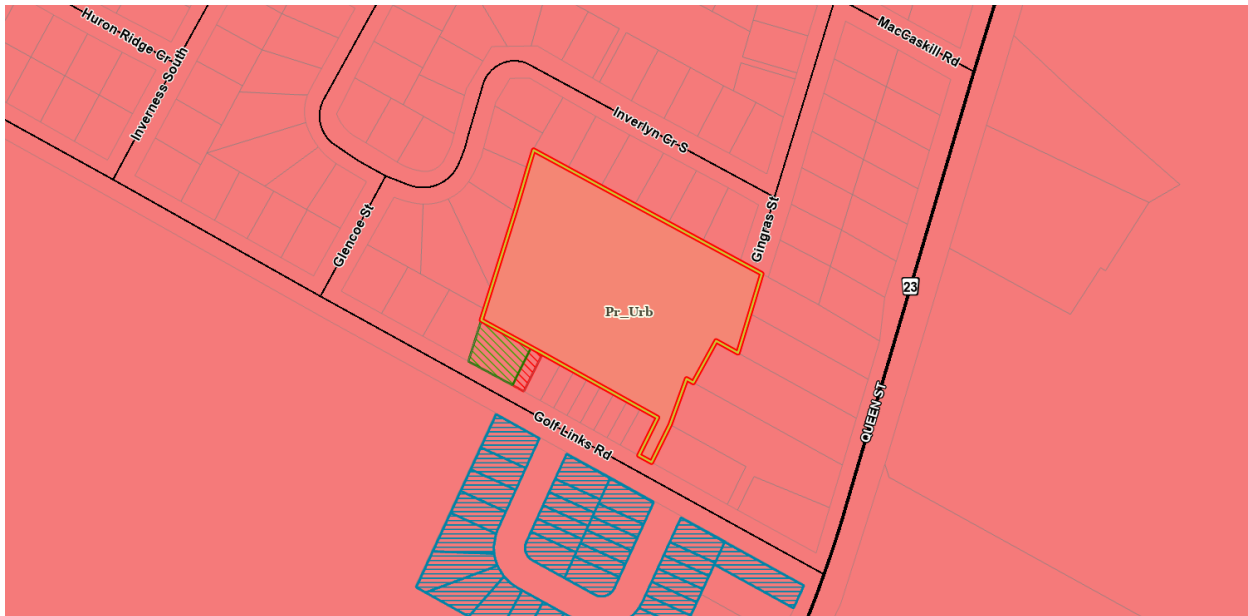 Huron Ridge Cr
MacGaskill Rd
Inverness South
Inverlyn Cr S
Glencoe St
Gingras St
23
Pr_Urb
QUEEN ST
Golf Links Rd